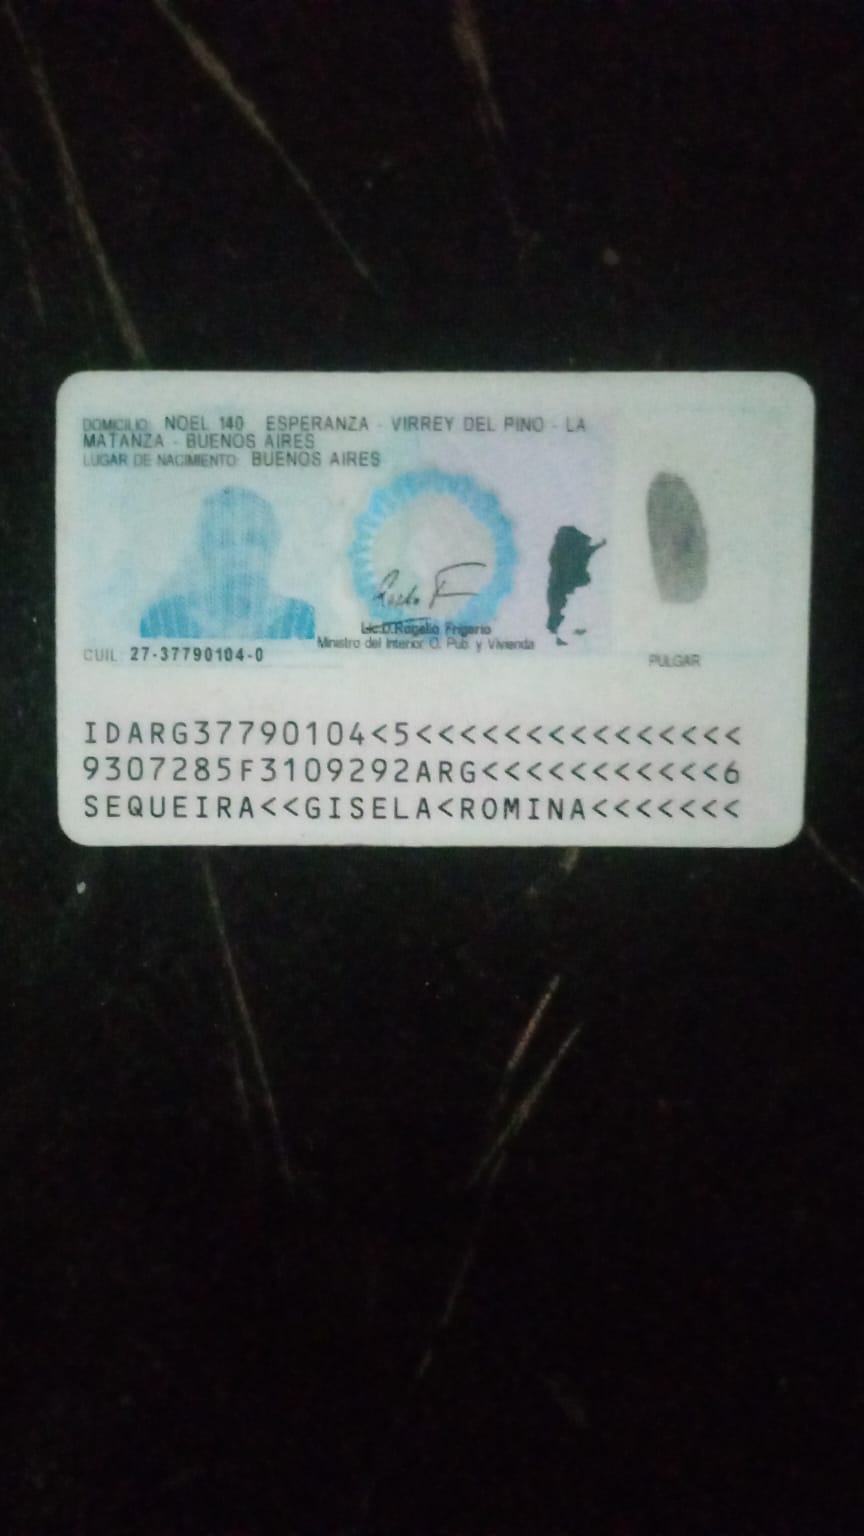 DOMICILIO: NOEL 140 ESPERANZA - VIRREY DEL PINO - LA
MATANZA - BUENOS AIRES
LUGAR DE NACIMIENTO: BUENOS AIRES
Lic. D. Rogelio Frigerio
Ministro del Interior, O. Pub. y Vivienda
CUIL: 27-37790104-0
PULGAR
IDARG37790104<5<<<<<<<<<<<<<<<
9307285F3109292ARG<<<<<<<<<<<6
SEQUEIRA<<GISELA<ROMINA<<<<<<<